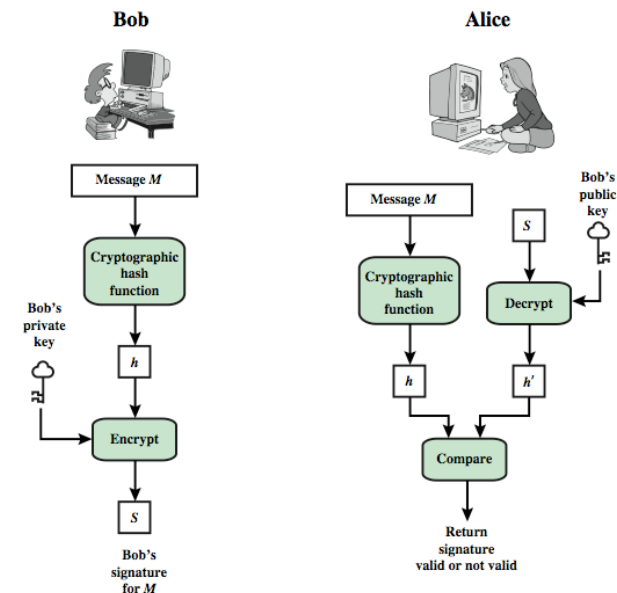 Bob
Alice
Message M
Cryptographic
hash
function
Bob's
private
key
h
Encrypt
S
Bob's
signature
for M
Message M
Bob's
public
key
S
Cryptographic
hash
function
Decrypt
h
h'
Compare
Return
signature
valid or not valid